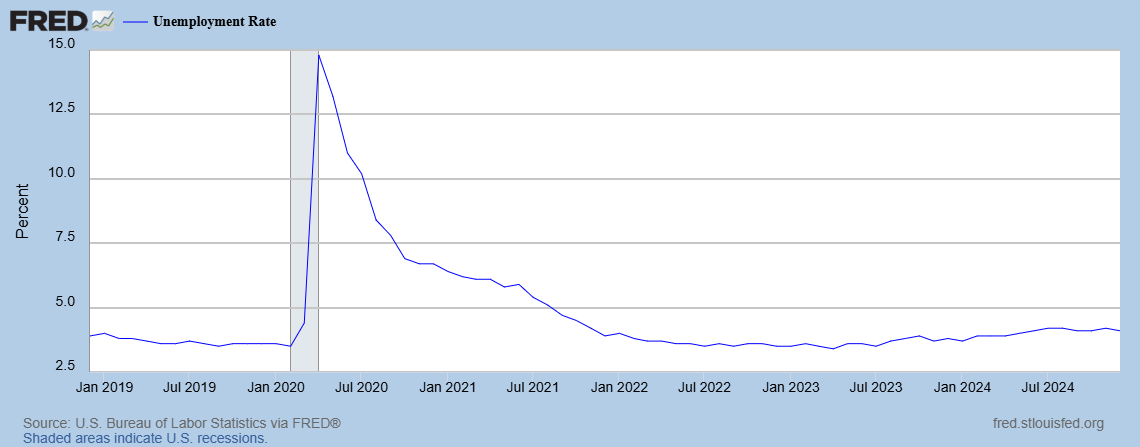 FRED
Unemployment Rate
15.0
12.5
10.0
7.5
5.0
2.5
Percent
Jan 2019 Jul 2019 Jan 2020 Jul 2020 Jan 2021 Jul 2021 Jan 2022 Jul 2022 Jan 2023 Jul 2023 Jan 2024 Jul 2024
Source: U.S. Bureau of Labor Statistics via FRED® fred.stlouisfed.org
Shaded areas indicate U.S. recessions.